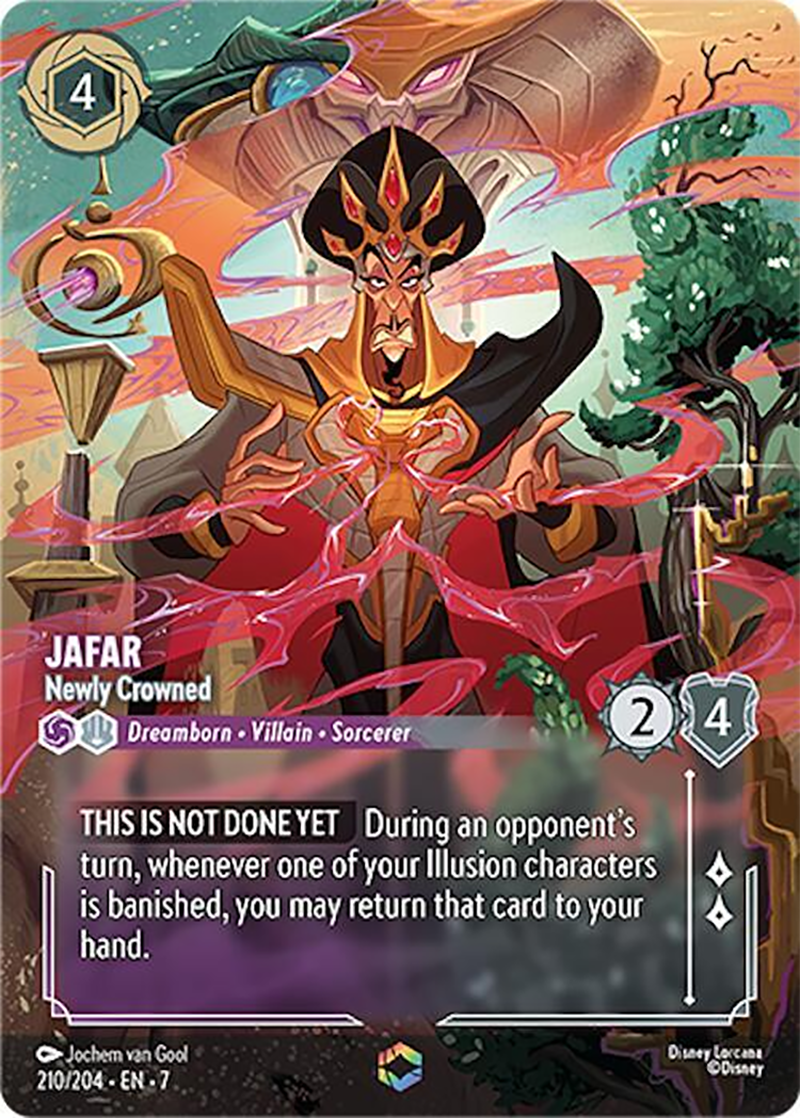 4
JAFAR
Newly Crowned
Dreamborn • Villain • Sorcerer
2
4
THIS IS NOT DONE YET During an opponent's
turn, whenever one of your Illusion characters
is banished, you may return that card to your
hand.
Jochem van Gool
210/204 • EN • 7
Disney Lorcana
©Disney